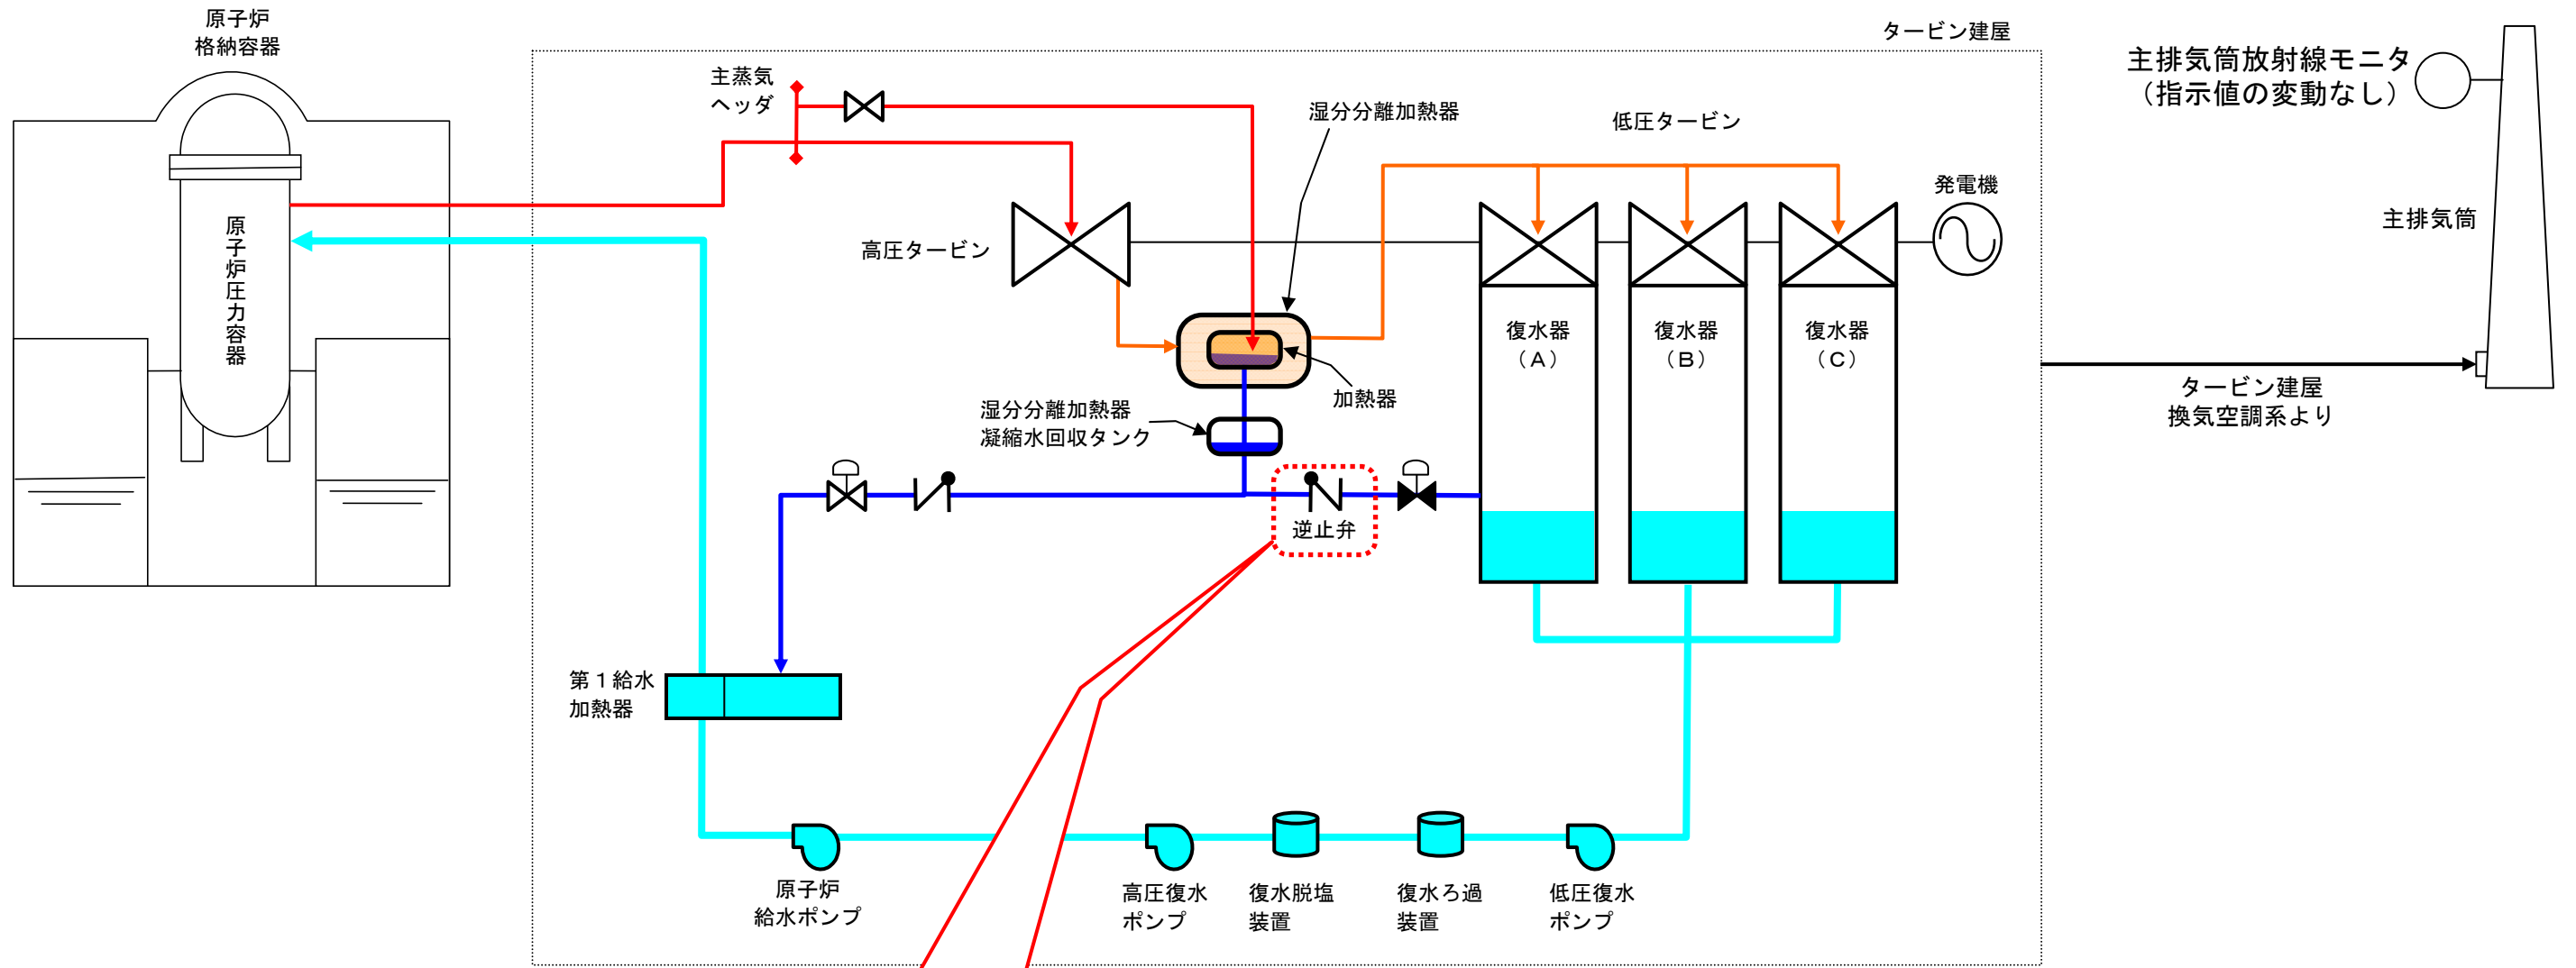 原子炉
格納容器
原子炉圧力容器
タービン建屋
主蒸気
ヘッダ
湿分分離加熱器
低圧タービン
発電機
高圧タービン
主排気筒放射線モニタ
（指示値の変動なし）
主排気筒
復水器
（Ａ）
復水器
（Ｂ）
復水器
（Ｃ）
加熱器
湿分分離加熱器
凝縮水回収タンク
逆止弁
タービン建屋
換気空調系より
第１給水
加熱器
原子炉
給水ポンプ
高圧復水
ポンプ
復水脱塩
装置
復水ろ過
装置
低圧復水
ポンプ